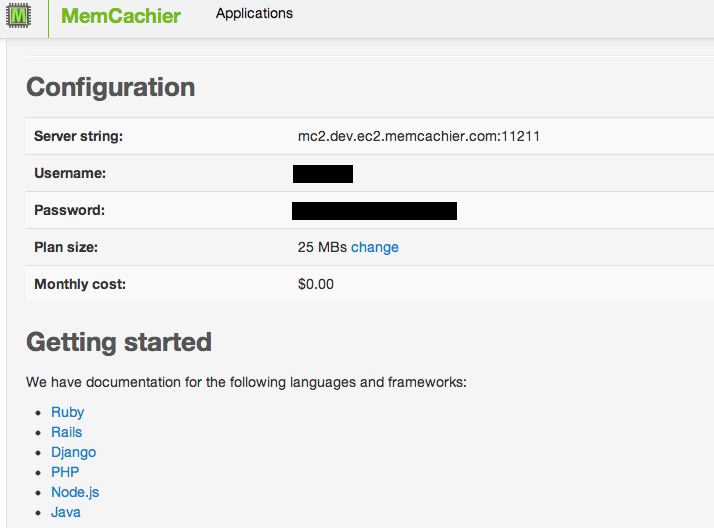 M MemCachier Applications
Configuration
Server string: mc2.dev.ec2.memcachier.com:11211
Username:
Password:
Plan size: 25 MBs change
Monthly cost: $0.00
Getting started
We have documentation for the following languages and frameworks:
• Ruby
• Rails
• Django
• PHP
• Node.js
• Java